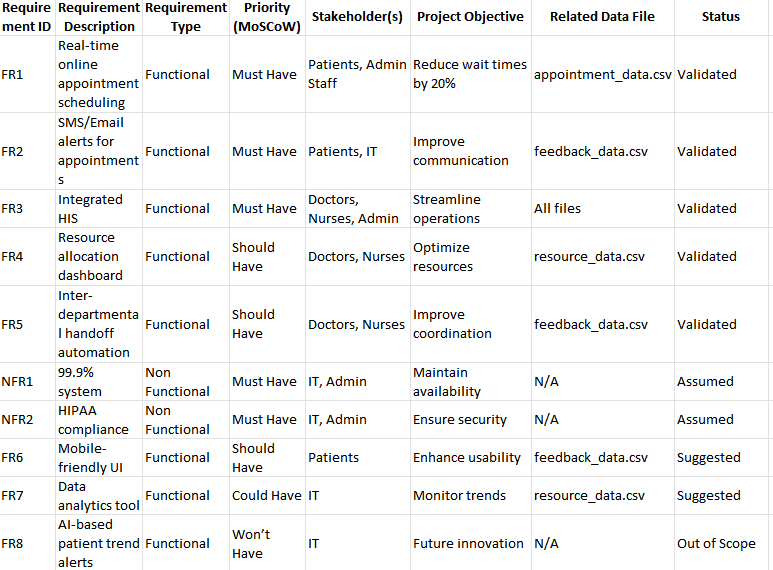 Require Requirement Requirement Priority Stakeholder(s) Project Objective Related Data File Status
ment ID Description Type (MoSCoW)
FR1 Real-time online appointment scheduling Functional Must Have Patients, Admin Staff Reduce wait times by 20% appointment_data.csv Validated
FR2 SMS/Email alerts for appointments Functional Must Have Patients, IT Improve communication feedback_data.csv Validated
FR3 Integrated HIS Functional Must Have Doctors, Nurses, Admin Streamline operations All files Validated
FR4 Resource allocation dashboard Functional Should Have Doctors, Nurses Optimize resources resource_data.csv Validated
FR5 Inter-departmental handoff automation Functional Should Have Doctors, Nurses Improve coordination feedback_data.csv Validated
NFR1 99.9% system Non Functional Must Have IT, Admin Maintain availability N/A Assumed
NFR2 HIPAA compliance Non Functional Must Have IT, Admin Ensure security N/A Assumed
FR6 Mobile-friendly UI Functional Should Have Patients Enhance usability feedback_data.csv Suggested
FR7 Data analytics tool Functional Could Have IT Monitor trends resource_data.csv Suggested
FR8 AI-based patient trend alerts Functional Won't Have IT Future innovation N/A Out of Scope